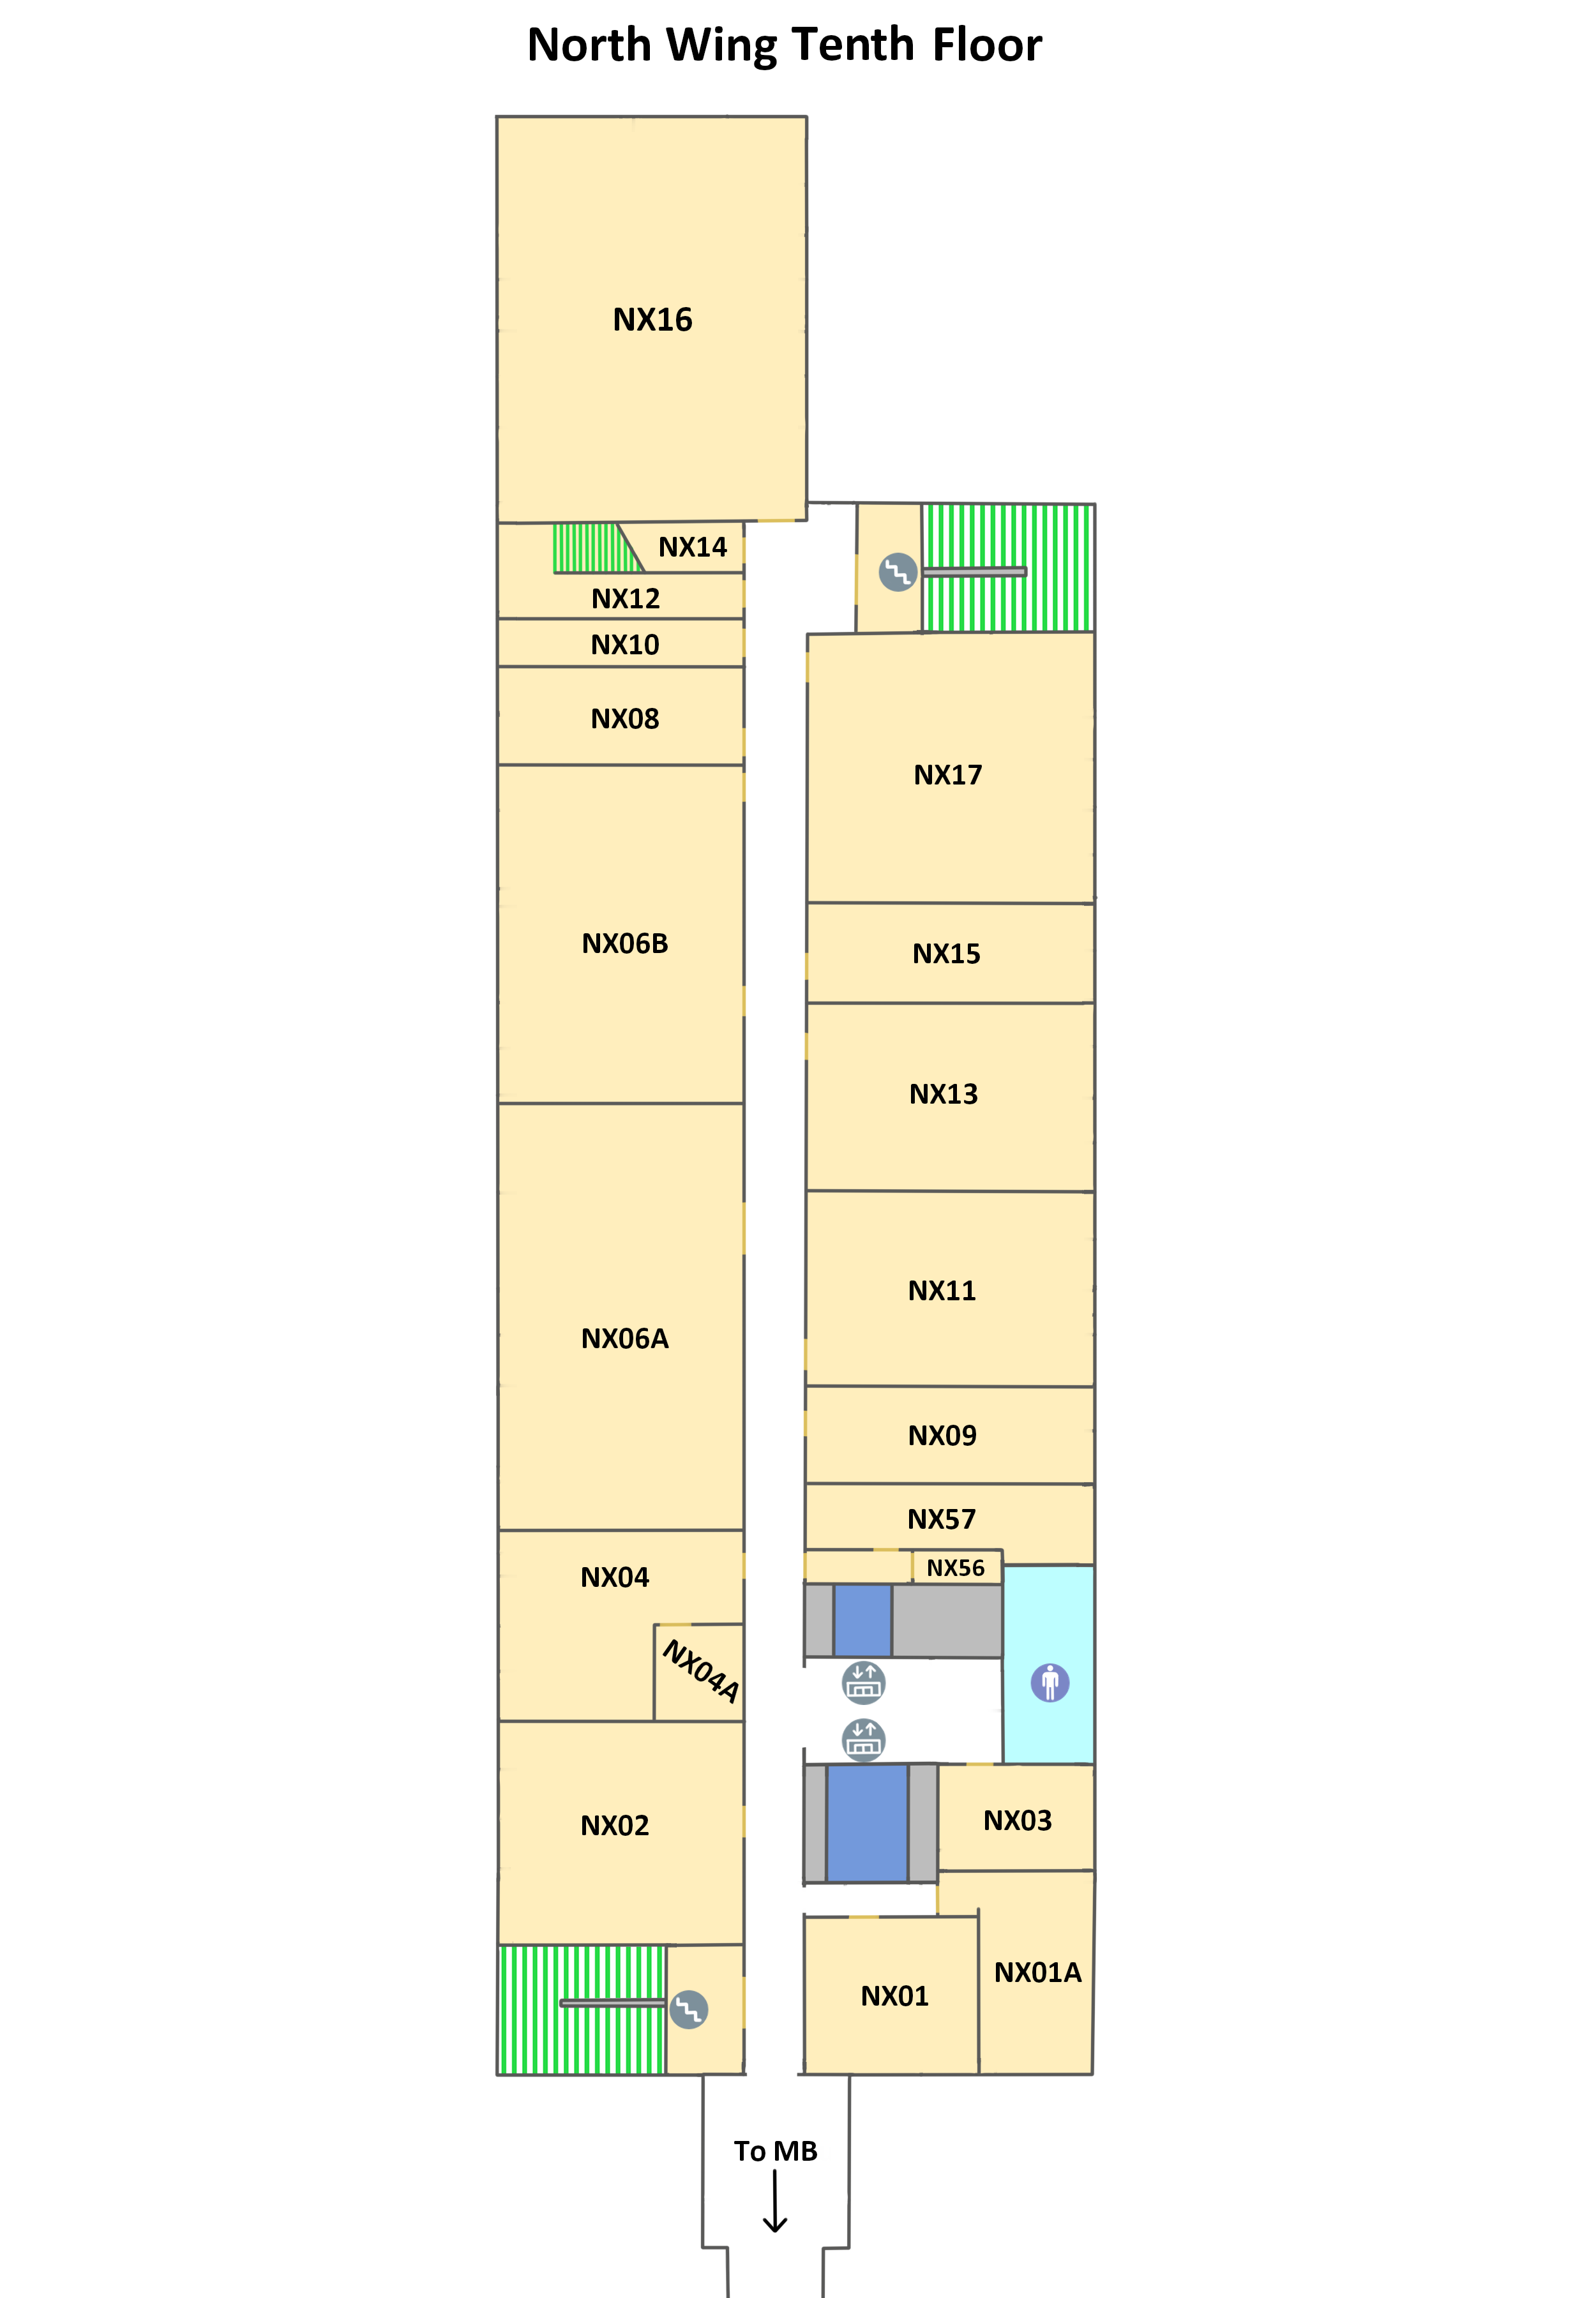 North Wing Tenth Floor
NX16
NX14
NX12
NX10
NX08
NX17
NX06B
NX15
NX13
NX11
NX06A
NX09
NX57
NX56
NX04
NX04A
NX03
NX02
NX01A
NX01
To MB